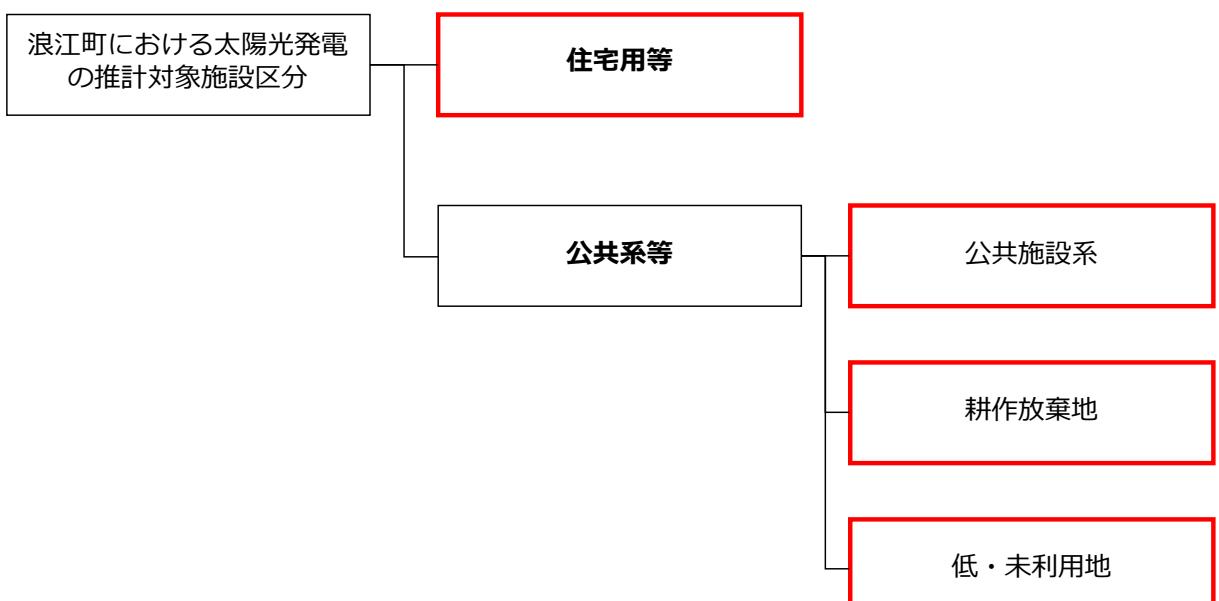 浪江町における太陽光発電
の推計対象施設区分
住宅用等
公共系等
公共施設系
耕作放棄地
低・未利用地